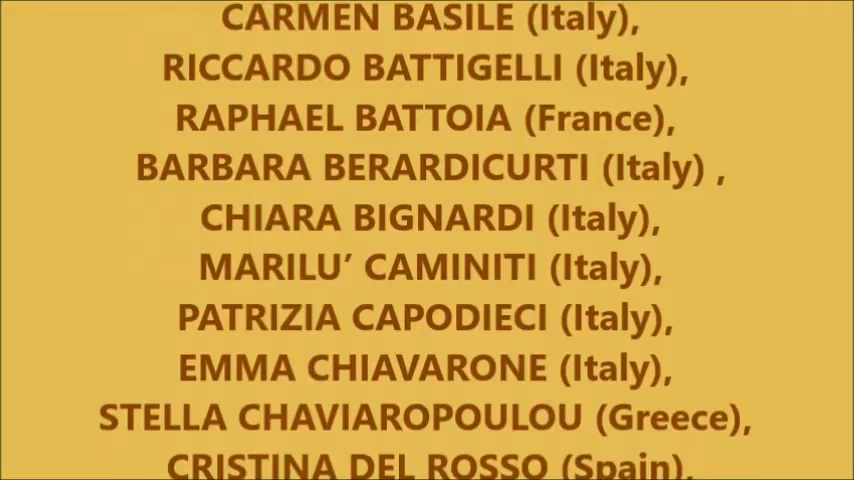 CARMEN BASILE (Italy),
RICCARDO BATTIGELLI (Italy),
RAPHAEL BATTOIA (France),
BARBARA BERARDICURTI (Italy) ,
CHIARA BIGNARDI (Italy),
MARILU’ CAMINITI (Italy),
PATRIZIA CAPODIECI (Italy),
EMMA CHIAVARONE (Italy),
STELLA CHAVIAROPOULOU (Greece),
CRISTINA DEL ROSSO (Spain),